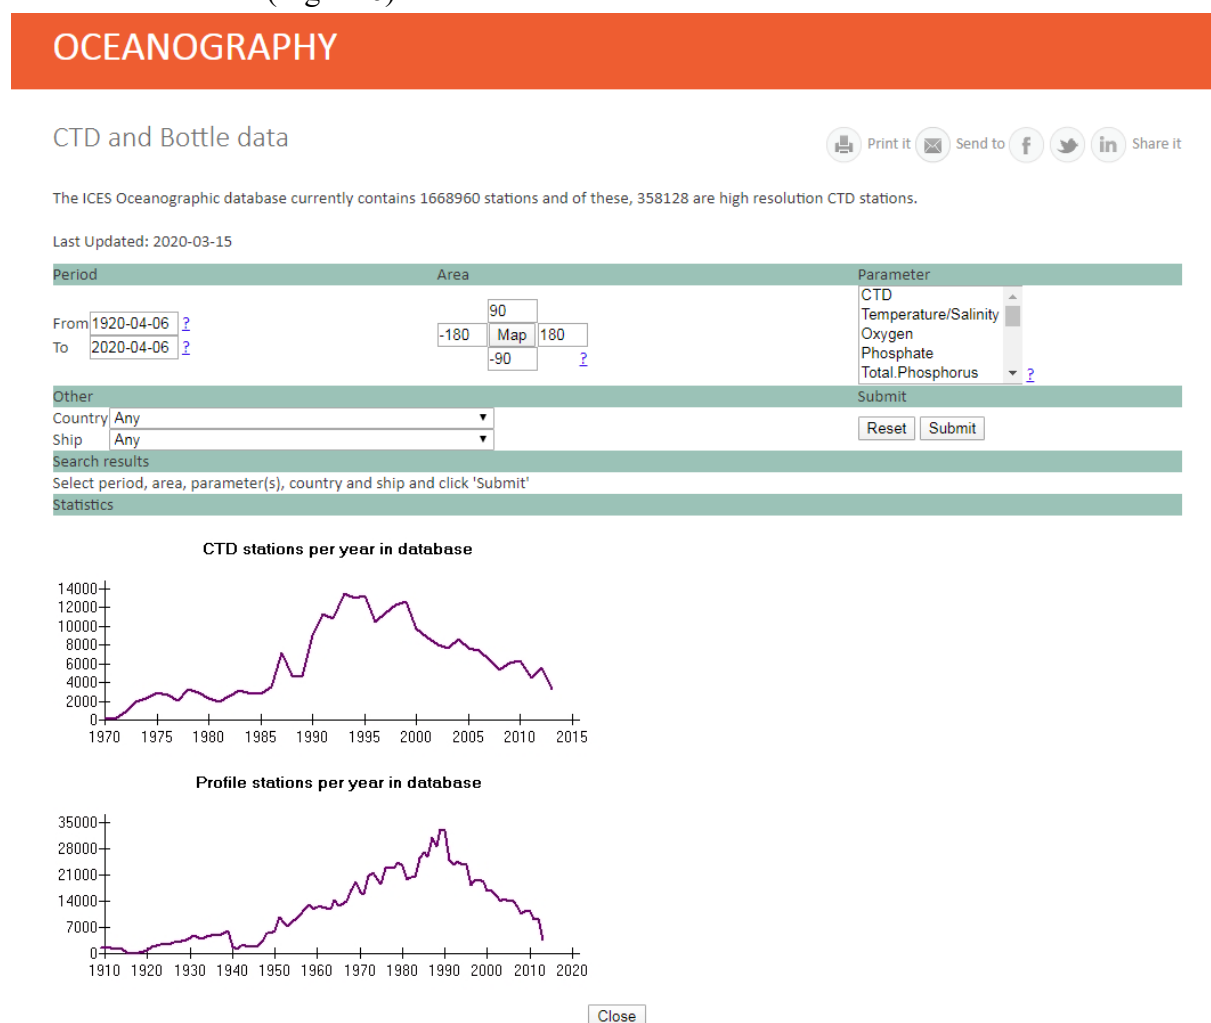 OCEANOGRAPHY
CTD and Bottle data
Print it Send to Share it
The ICES Oceanographic database currently contains 1668960 stations and of these, 358128 are high resolution CTD stations.
Last Updated: 2020-03-15
Period Area Parameter
From 1920-04-06 ?
To 2020-04-06 ?
90
-180 Map 180
-90 ?
CTD
Temperature/Salinity
Oxygen
Phosphate
Total.Phosphorus ?
Other Submit
Country Any
Ship Any
Reset Submit
Search results
Select period, area, parameter(s), country and ship and click 'Submit'
Statistics
CTD stations per year in database
14000
12000
10000
8000
6000
4000
2000
0
1970 1975 1980 1985 1990 1995 2000 2005 2010 2015
Profile stations per year in database
35000
28000
21000
14000
7000
0
1910 1920 1930 1940 1950 1960 1970 1980 1990 2000 2010 2020
Close